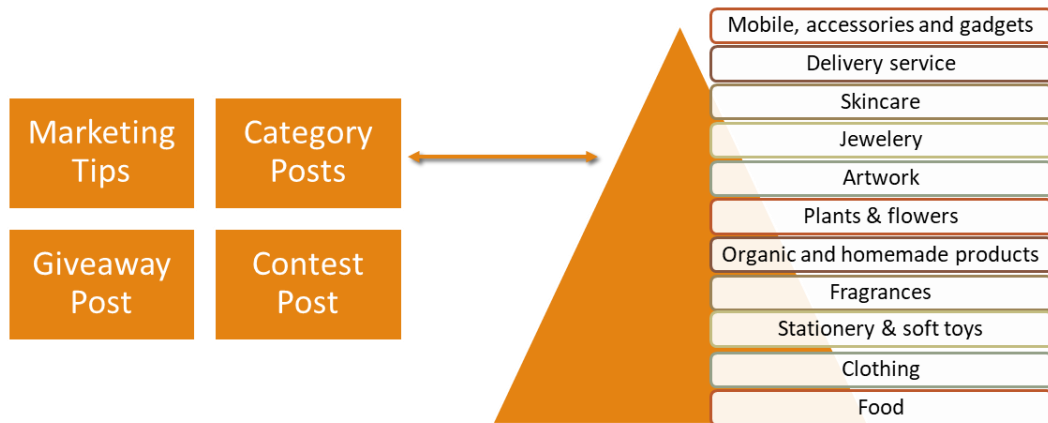 Marketing
Tips
Category
Posts
Giveaway
Post
Contest
Post
Mobile, accessories and gadgets
Delivery service
Skincare
Jewelery
Artwork
Plants & flowers
Organic and homemade products
Fragrances
Stationery & soft toys
Clothing
Food